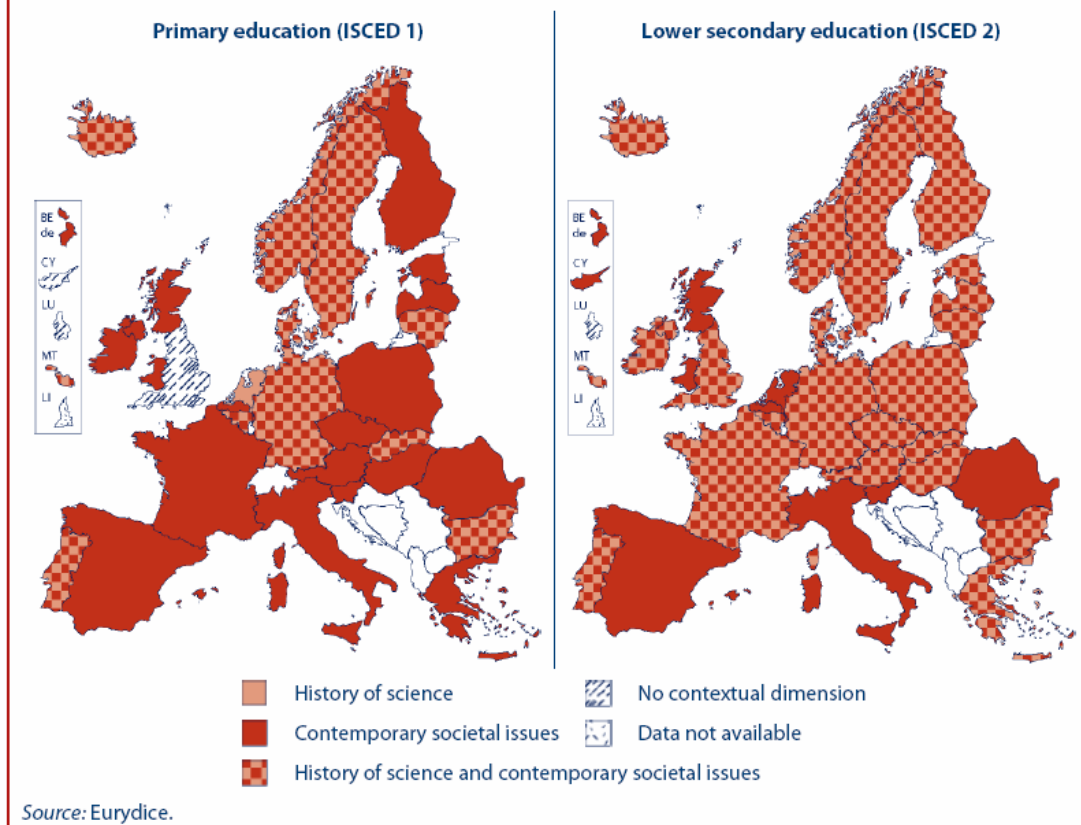 Primary education (ISCED 1)
Lower secondary education (ISCED 2)
BE
de
CY
LU
MT
LI
BE
de
CY
LU
MT
LI
History of science
No contextual dimension
Contemporary societal issues
Data not available
History of science and contemporary societal issues
Source: Eurydice.